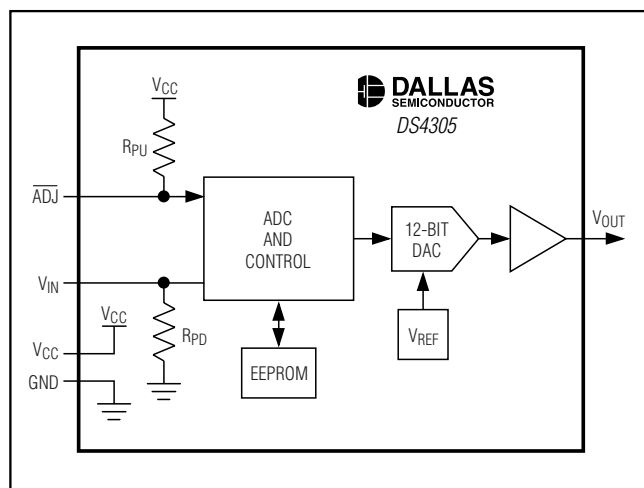 DALLAS
SEMICONDUCTOR
DS4305
VCC
RPU
ADJ
ADC
AND
CONTROL
12-BIT
DAC
VOUT
VIN
VCC
RPD
VCC
GND
EEPROM
VREF